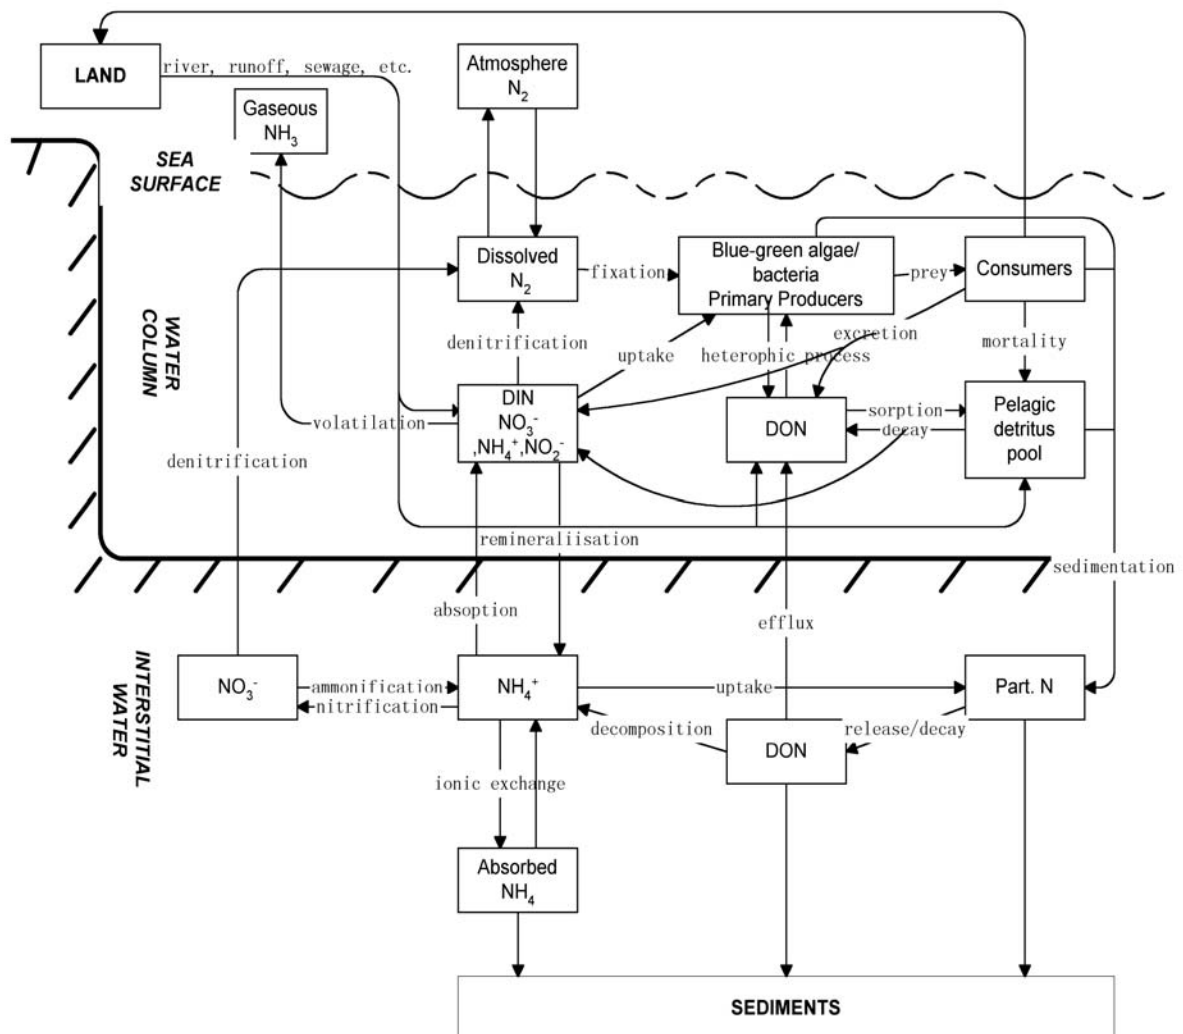 LAND
river, runoff, sewage, etc.
Atmosphere
N₂
Gaseous
NH₃
SEA
SURFACE
Dissolved
N₂
fixation
Blue-green algae/
bacteria
Primary Producers
prey
Consumers
WATER
COLUMN
denitrification
uptake
heterophic process
excretion
mortality
DIN
NO₃⁻
,NH₄⁺,NO₂⁻
volatilation
DON
sorption
decay
Pelagic
detritus
pool
denitrification
remineraliisation
sedimentation
absoption
efflux
INTERSTITIAL
WATER
NO₃⁻
ammonification
nitrification
NH₄⁺
uptake
Part. N
decomposition
DON
release/decay
ionic exchange
Absorbed
NH₄
SEDIMENTS